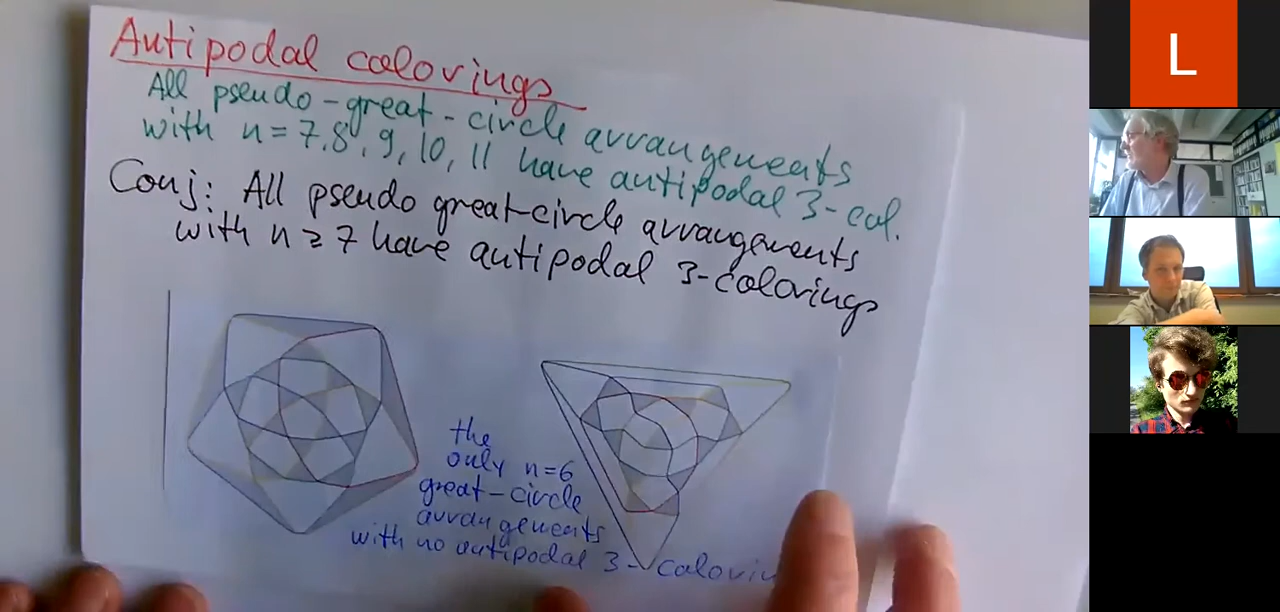 Antipodal colorings
All pseudo-great-circle arrangements
with n=7,8,9,10,11 have antipodal 3-col.
Conj: All pseudo great-circle arrangements
with n≥7 have antipodal 3-colorings
the
only n=6
great-circle
arrangements
with no antipodal 3-colorin
L